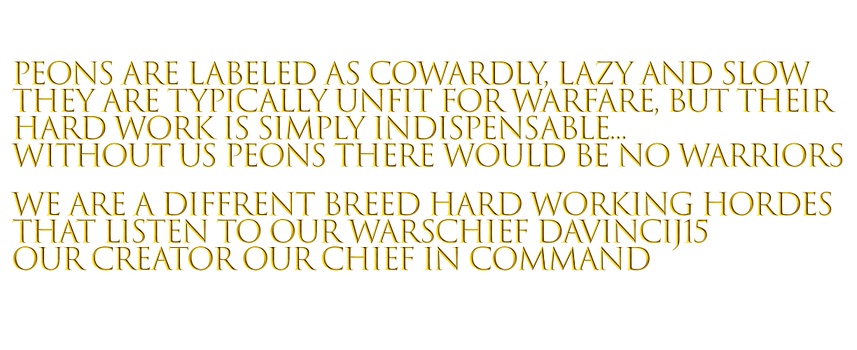 PEONS ARE LABELED AS COWARDLY, LAZY AND SLOW
THEY ARE TYPICALLY UNFIT FOR WARFARE, BUT THEIR
HARD WORK IS SIMPLY INDISPENSABLE...
WITHOUT US PEONS THERE WOULD BE NO WARRIORS
WE ARE A DIFFRENT BREED HARD WORKING HORDES
THAT LISTEN TO OUR WARSCHIEF DAVINCIJ15
OUR CREATOR OUR CHIEF IN COMMAND